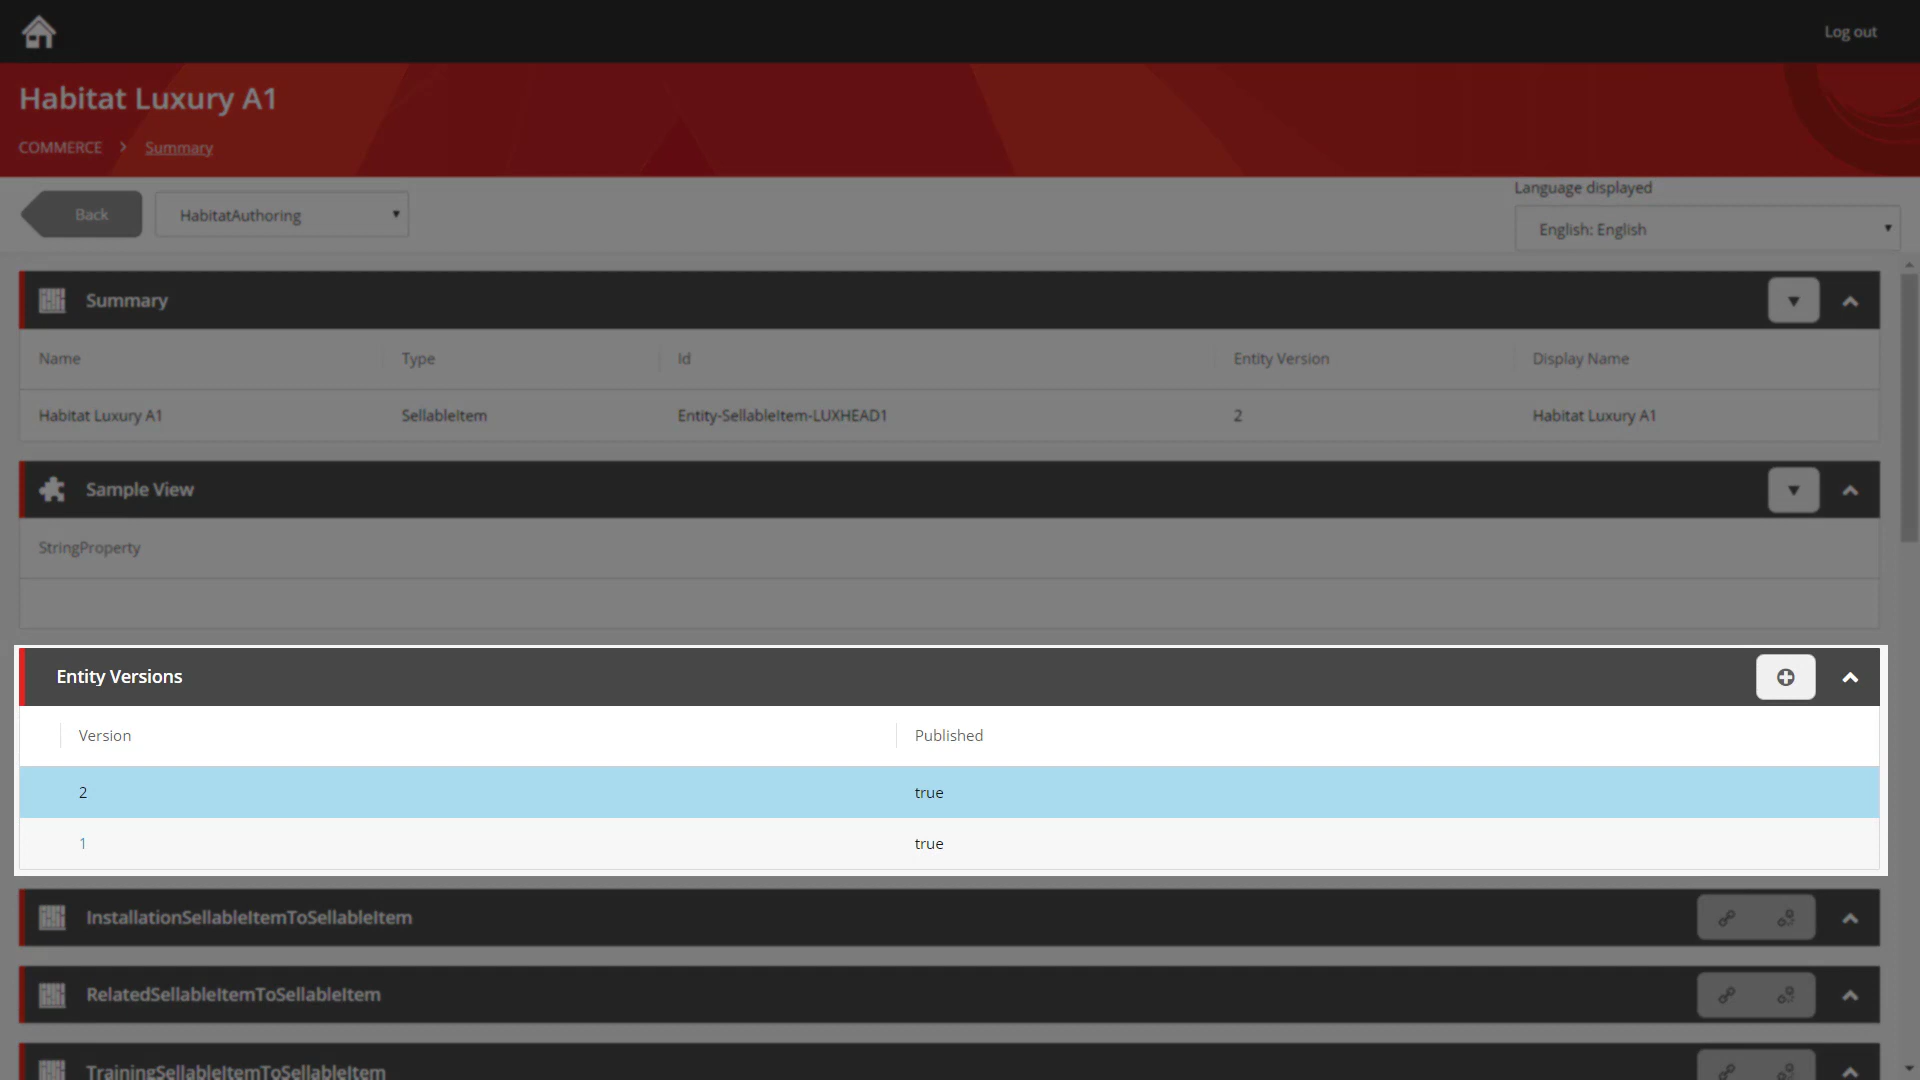 Log out
Habitat Luxury A1
COMMERCE > Summary
Back
HabitatAuthoring
Language displayed
English: English
Summary
Name Type Id Entity Version Display Name
Habitat Luxury A1 SellableItem Entity-SellableItem-LUXHEAD1 2 Habitat Luxury A1
Sample View
StringProperty
Entity Versions
Version Published
2 true
1 true
InstallationSellableItemToSellableItem
RelatedSellableItemToSellableItem
TrainingSellableItemToSellableItem